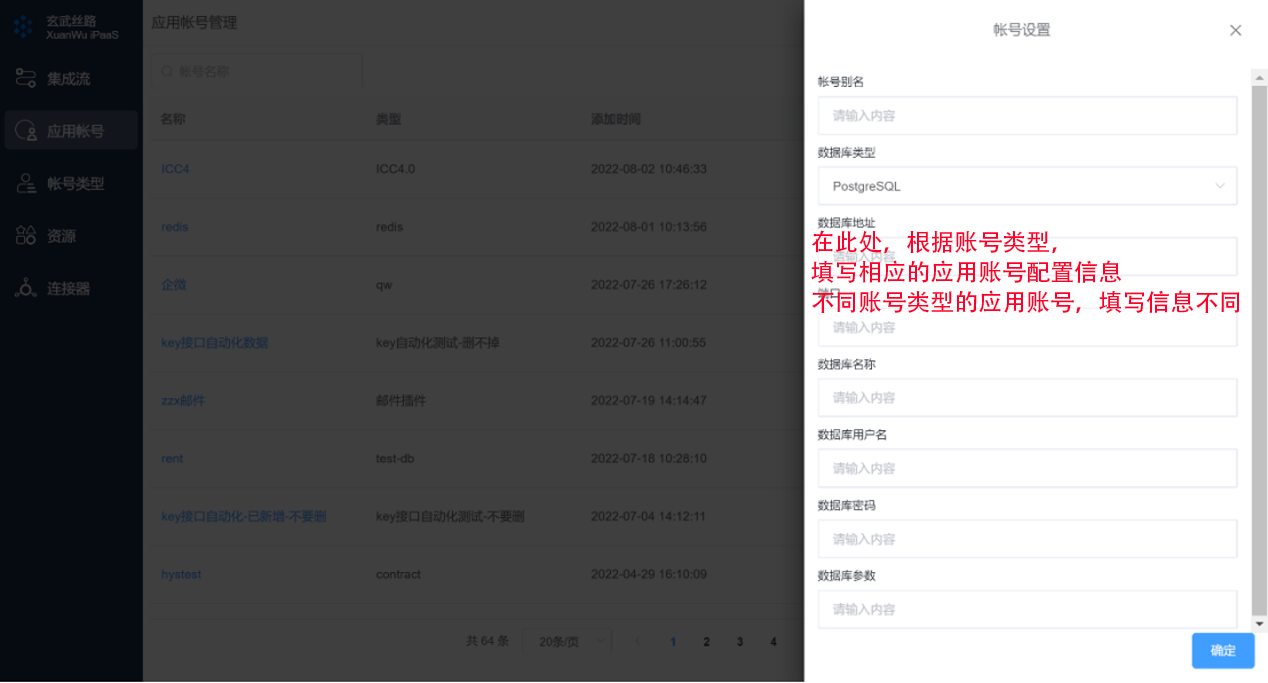 玄武丝路
XuanWu iPaaS
集成流
应用帐号
帐号类型
资源
连接器
应用帐号管理
帐号名称
名称 类型 添加时间
ICC4 ICC4.0 2022-08-02 10:46:33
redis redis 2022-08-01 10:13:56
企微 qw 2022-07-26 17:26:12
key接口自动化数据 key自动化测试-删不掉 2022-07-26 11:00:55
zzx邮件 邮件插件 2022-07-19 14:14:47
rent test-db 2022-07-18 10:28:10
key接口自动化-已新增-不要删 key接口自动化测试-不要删 2022-07-04 14:12:11
hystest contract 2022-04-29 16:10:09
共 64 条 20条/页 1 2 3 4
帐号设置
帐号别名
请输入内容
数据库类型
PostgreSQL
数据库地址
请输入内容
在此处，根据账号类型，
填写相应的应用账号配置信息
端口
不同账号类型的应用账号，填写信息不同
请输入内容
数据库名称
请输入内容
数据库用户名
请输入内容
数据库密码
请输入内容
数据库参数
请输入内容
确定